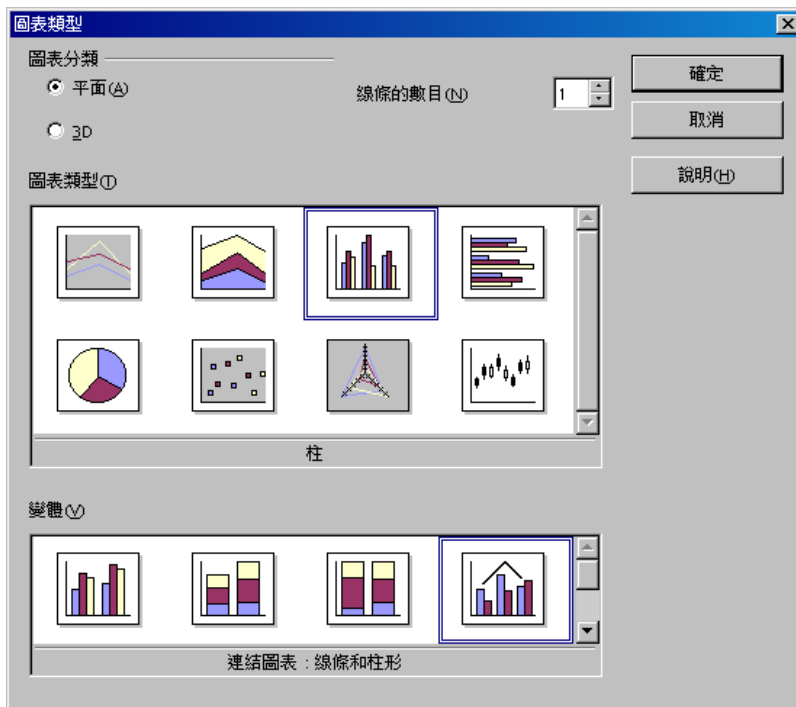 圖表類型
圖表分類
平面(A)
線條的數目(N)
1
3D
確定
取消
說明(H)
圖表類型(T)
柱
變體(V)
連結圖表 : 線條和柱形